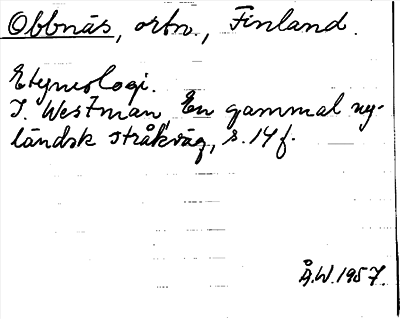 Obbnäs, ortn., Finland.
Etymologi.
I. Westman, En gammal ny-
ländsk stråkväg, s. 14 f.
Å.W. 1957.